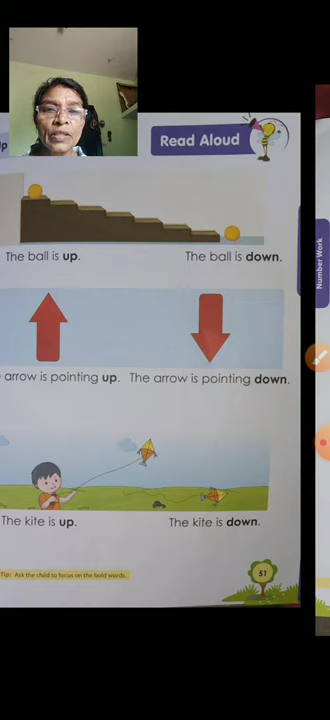 Read Aloud
The ball is up. The ball is down.
arrow is pointing up. The arrow is pointing down.
The kite is up. The kite is down.
Tip: Ask the child to focus on the bold words.
51
Number Work